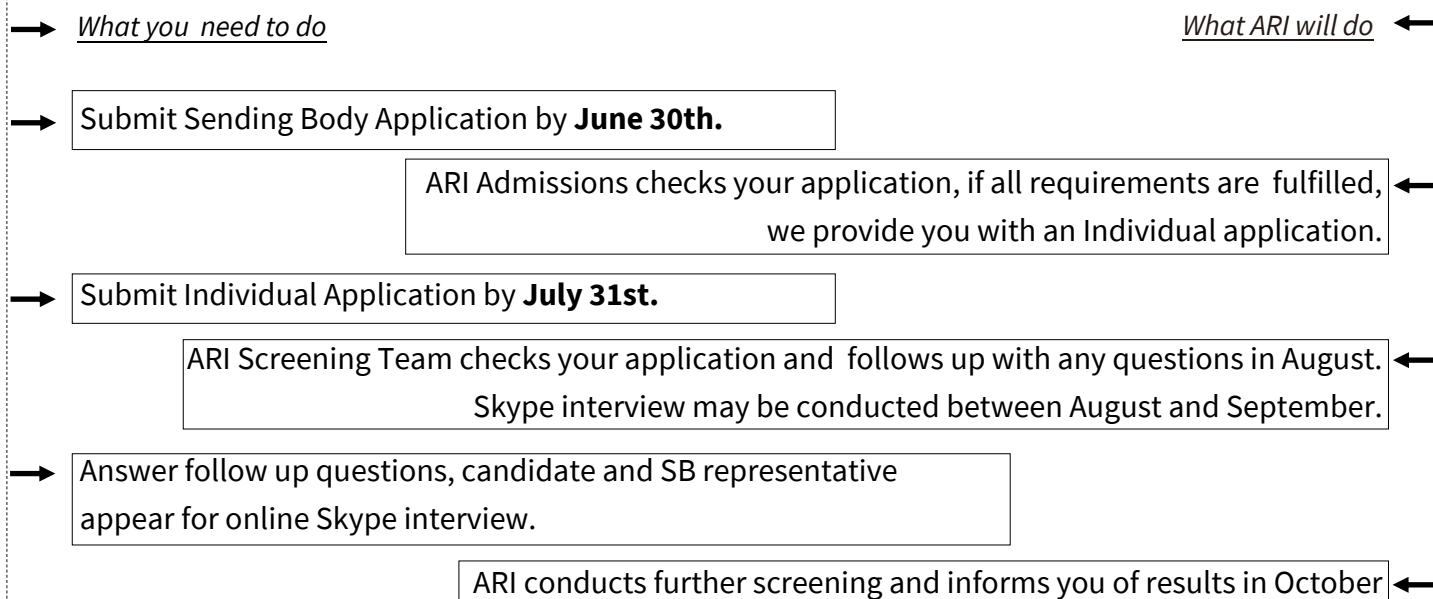 What you need to do
What ARI will do
Submit Sending Body Application by June 30th.
ARI Admissions checks your application, if all requirements are fulfilled,
we provide you with an Individual application.
Submit Individual Application by July 31st.
ARI Screening Team checks your application and follows up with any questions in August.
Skype interview may be conducted between August and September.
Answer follow up questions, candidate and SB representative
appear for online Skype interview.
ARI conducts further screening and informs you of results in October